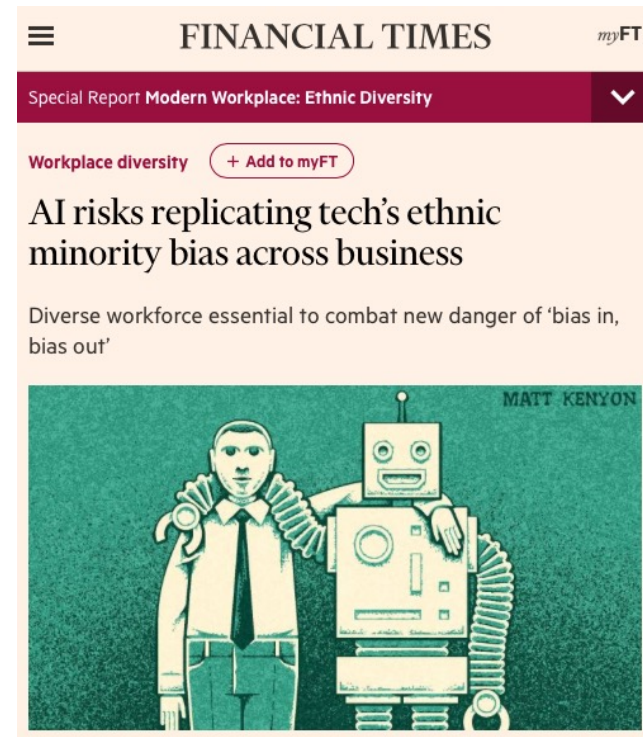 FINANCIAL TIMES
myFT
Special Report Modern Workplace: Ethnic Diversity
Workplace diversity
+ Add to myFT
AI risks replicating tech's ethnic
minority bias across business
Diverse workforce essential to combat new danger of ‘bias in,
bias out’
MATT KENYON